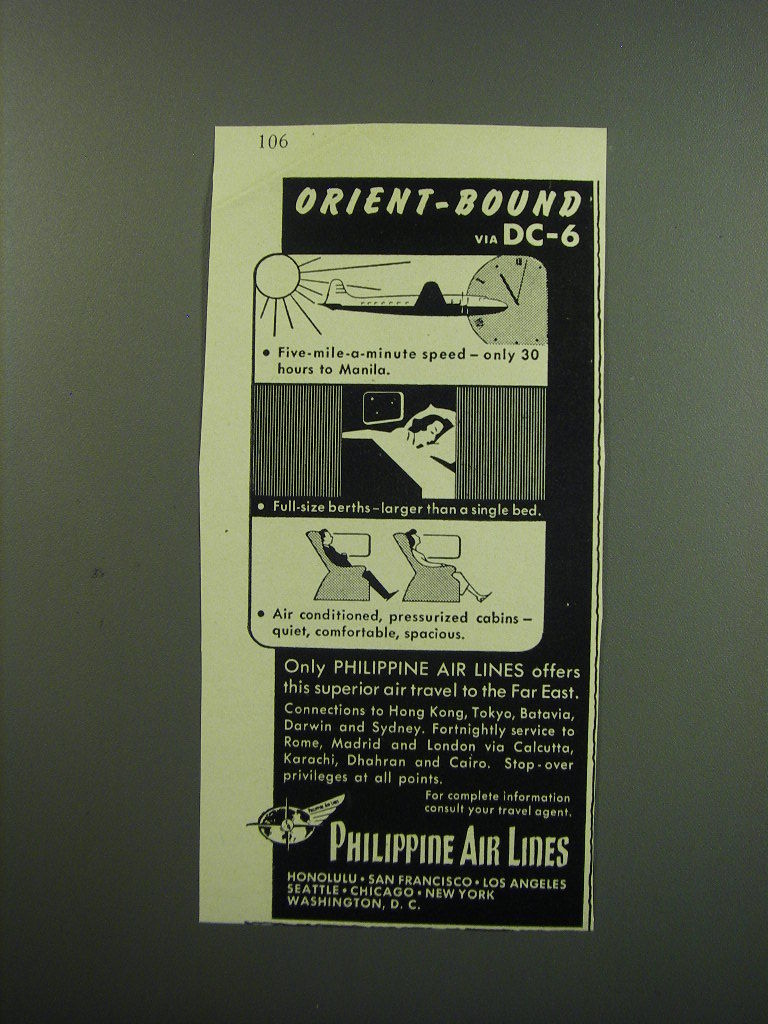 106
ORIENT-BOUND
VIA DC-6
• Five-mile-a-minute speed – only 30
hours to Manila.
• Full-size berths–larger than a single bed.
• Air conditioned, pressurized cabins –
quiet, comfortable, spacious.
Only PHILIPPINE AIR LINES offers
this superior air travel to the Far East.
Connections to Hong Kong, Tokyo, Batavia,
Darwin and Sydney. Fortnightly service to
Rome, Madrid and London via Calcutta,
Karachi, Dhahran and Cairo. Stop-over
privileges at all points.
For complete information
consult your travel agent.
PHILIPPINE AIR LINES
PHILIPPINE AIR LINES
HONOLULU • SAN FRANCISCO • LOS ANGELES
SEATTLE • CHICAGO • NEW YORK
WASHINGTON, D. C.